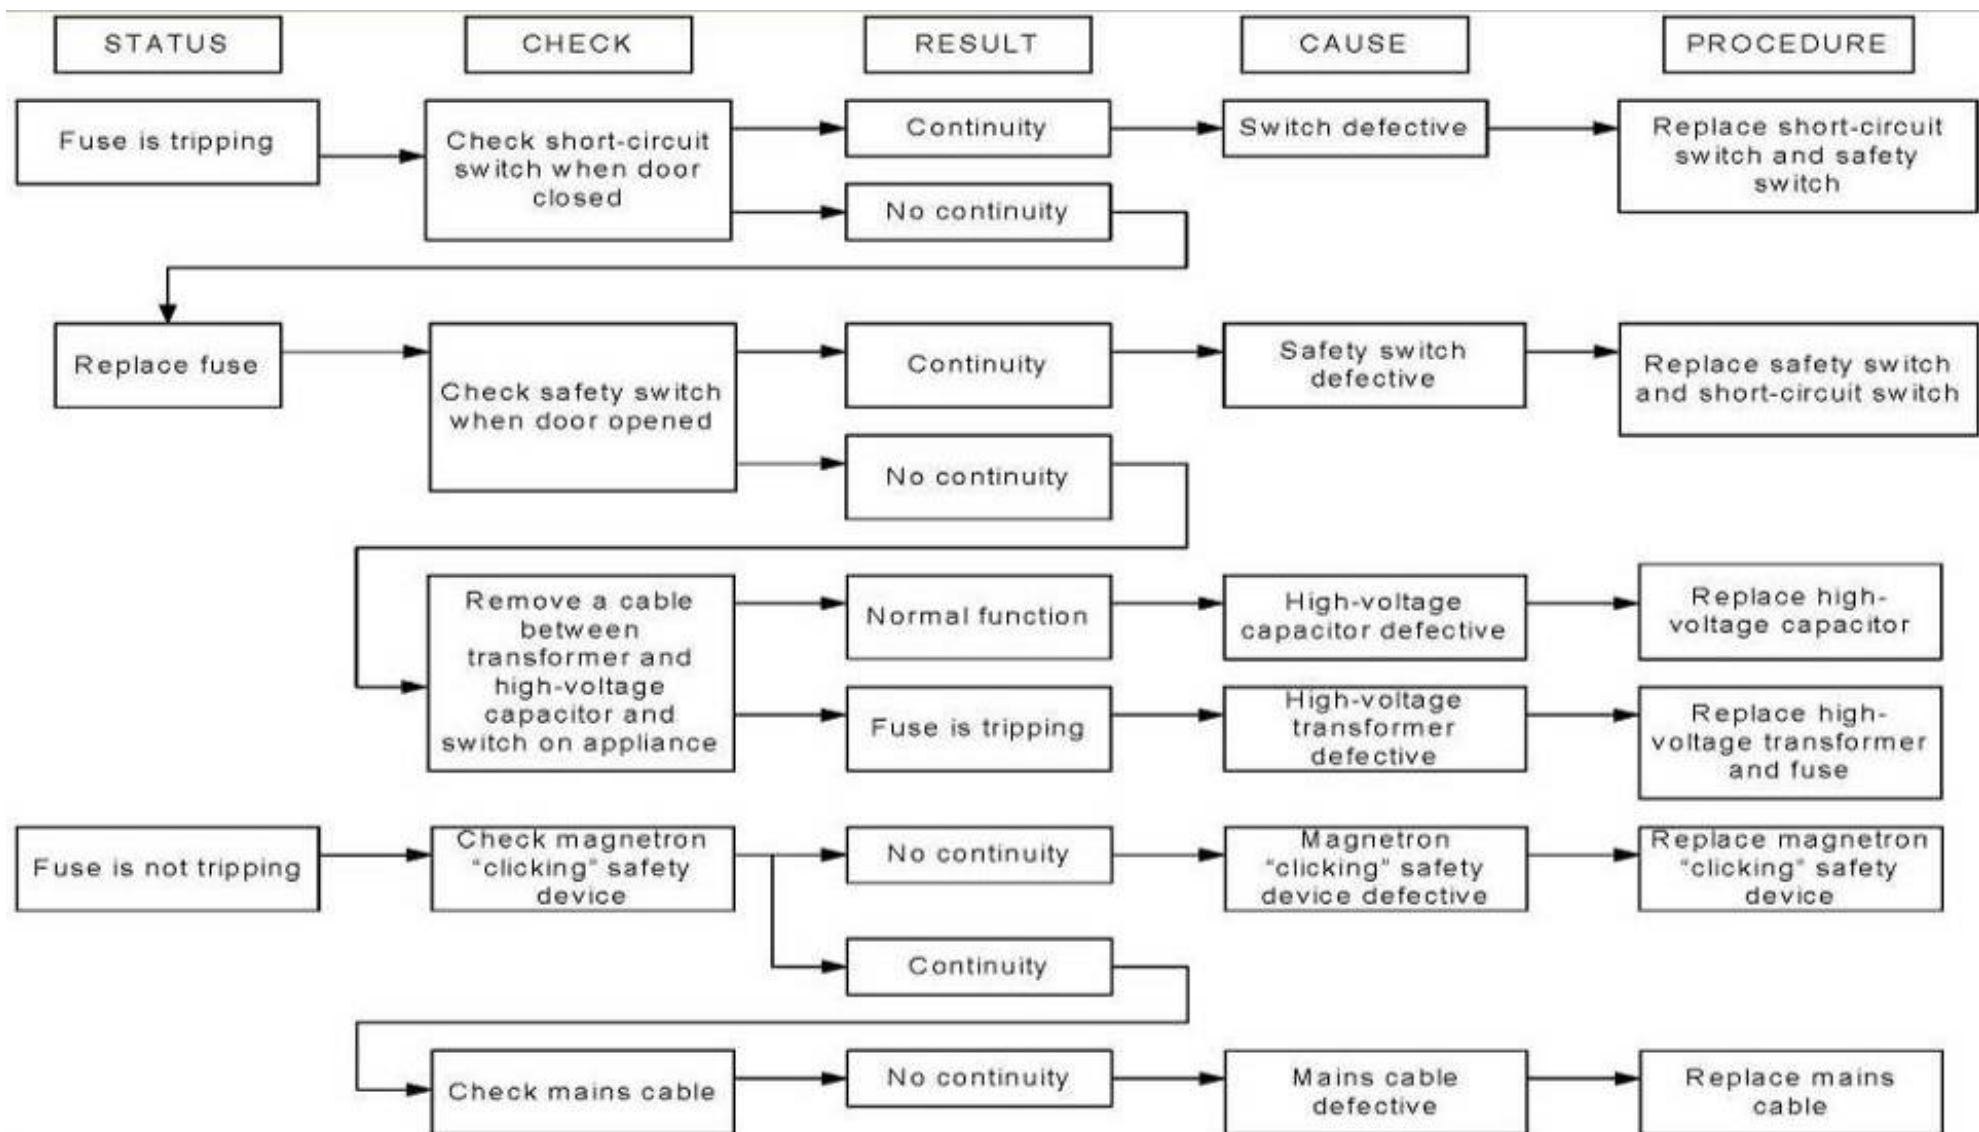 STATUS
CHECK
RESULT
CAUSE
PROCEDURE
Fuse is tripping
Check short-circuit
switch when door
closed
Continuity
Switch defective
Replace short-circuit
switch and safety
switch
No continuity
Replace fuse
Check safety switch
when door opened
Continuity
Safety switch
defective
Replace safety switch
and short-circuit switch
No continuity
Remove a cable
between
transformer and
high-voltage
capacitor and
switch on appliance
Normal function
High-voltage
capacitor defective
Replace high-
voltage capacitor
Fuse is tripping
High-voltage
transformer
defective
Replace high-
voltage transformer
and fuse
Fuse is not tripping
Check magnetron
“clicking” safety
device
No continuity
Magnetron
“clicking” safety
device defective
Replace magnetron
“clicking” safety
device
Continuity
Check mains cable
No continuity
Mains cable
defective
Replace mains
cable